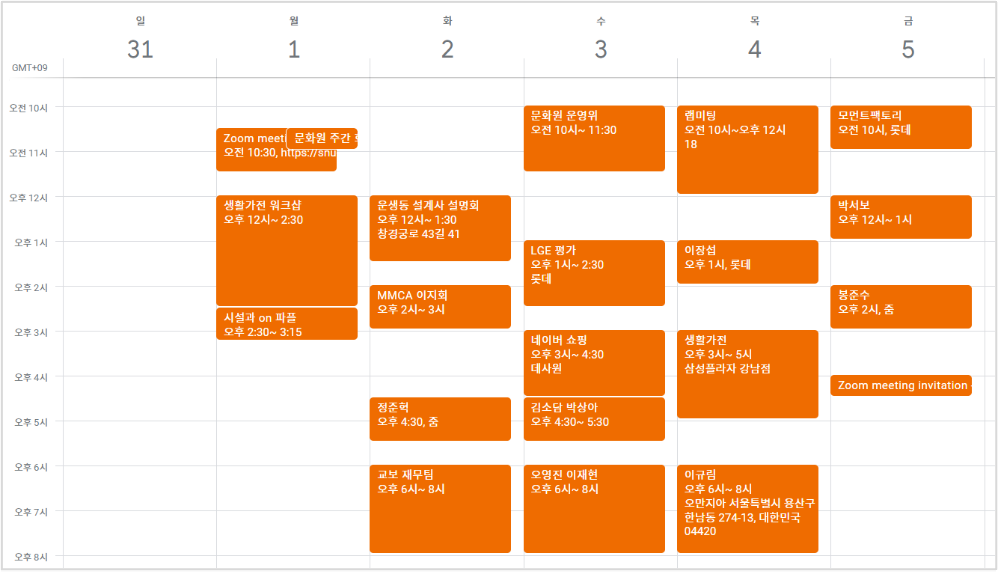 일 월 화 수 목 금
31 1 2 3 4 5
GMT+09
오전 10시
오전 11시
오후 12시
오후 1시
오후 2시
오후 3시
오후 4시
오후 5시
오후 6시
오후 7시
오후 8시
Zoom meeti
오전 10:30, https://snu
문화원 주간
생활가전 워크샵
오후 12시~ 2:30
시설과 on 파플
오후 2:30~ 3:15
운생동 설계사 설명회
오후 12시~ 1:30
창경궁로 43길 41
MMCA 이지회
오후 2시~ 3시
정준혁
오후 4:30, 줌
교보 재무팀
오후 6시~ 8시
문화원 운영위
오전 10시~ 11:30
LGE 평가
오후 1시~ 2:30
롯데
네이버 쇼핑
오후 3시~ 4:30
대사원
김소담 박상아
오후 4:30~ 5:30
오영진 이재현
오후 6시~ 8시
랩미팅
오전 10시~오후 12시
18
이장섭
오후 1시, 롯데
생활가전
오후 3시~ 5시
삼성플라자 강남점
이규림
오후 6시~ 8시
오만지아 서울특별시 용산구
한남동 274-13, 대한민국
04420
모먼트팩토리
오전 10시, 롯데
박서보
오후 12시~ 1시
봉준수
오후 2시, 줌
Zoom meeting invitation